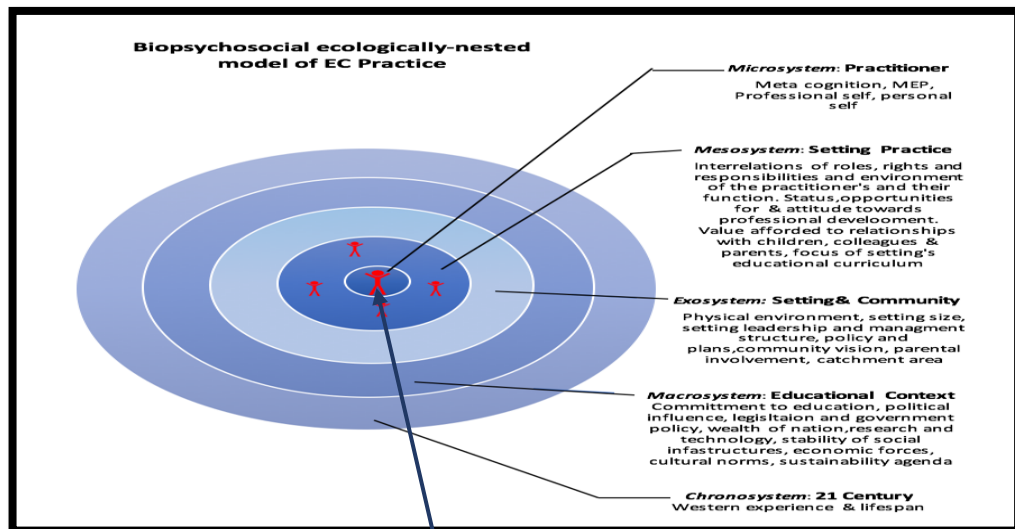 Biopsychosocial ecologically-nested
model of EC Practice
Microsystem: Practitioner
Meta cognition, MEP,
Professional self, personal
self
Mesosystem: Setting Practice
Interrelations of roles, rights and
responsibilities and environment
of the practitioner's and their
function. Status,opportunities
for & attitude towards
professional develooment.
Value afforded to relationships
with children, colleagues &
parents, focus of setting's
educational curriculum
Exosystem: Setting& Community
Physical environment, setting size,
setting leadership and managment
structure, policy and
plans,community vision, parental
involvement, catchment area
Macrosystem: Educational Context
Committment to education, political
influence, legisltaion and government
policy, wealth of nation,research and
technology, stability of social
infastructures, economic forces,
cultural norms, sustainability agenda
Chronosystem: 21 Century
Western experience & lifespan